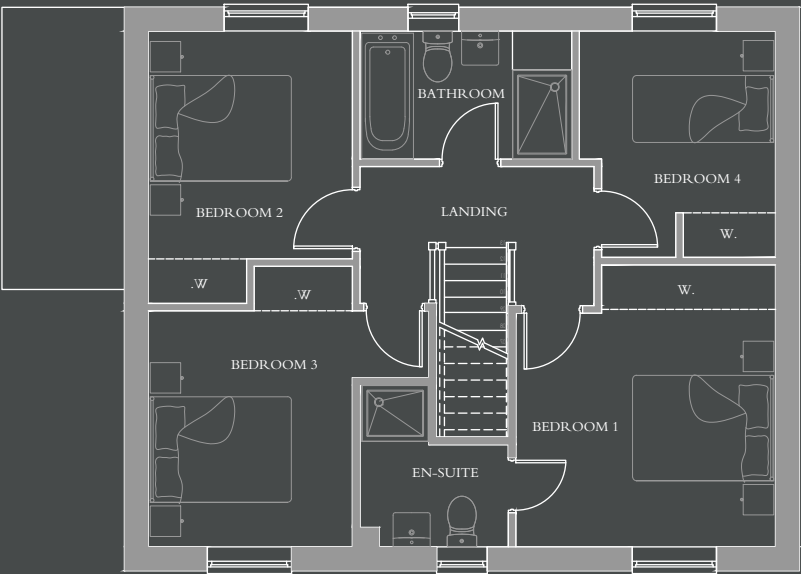 BATHROOM
BEDROOM 4
BEDROOM 2
LANDING
W.
.W
.W
W.
BEDROOM 3
BEDROOM 1
EN-SUITE